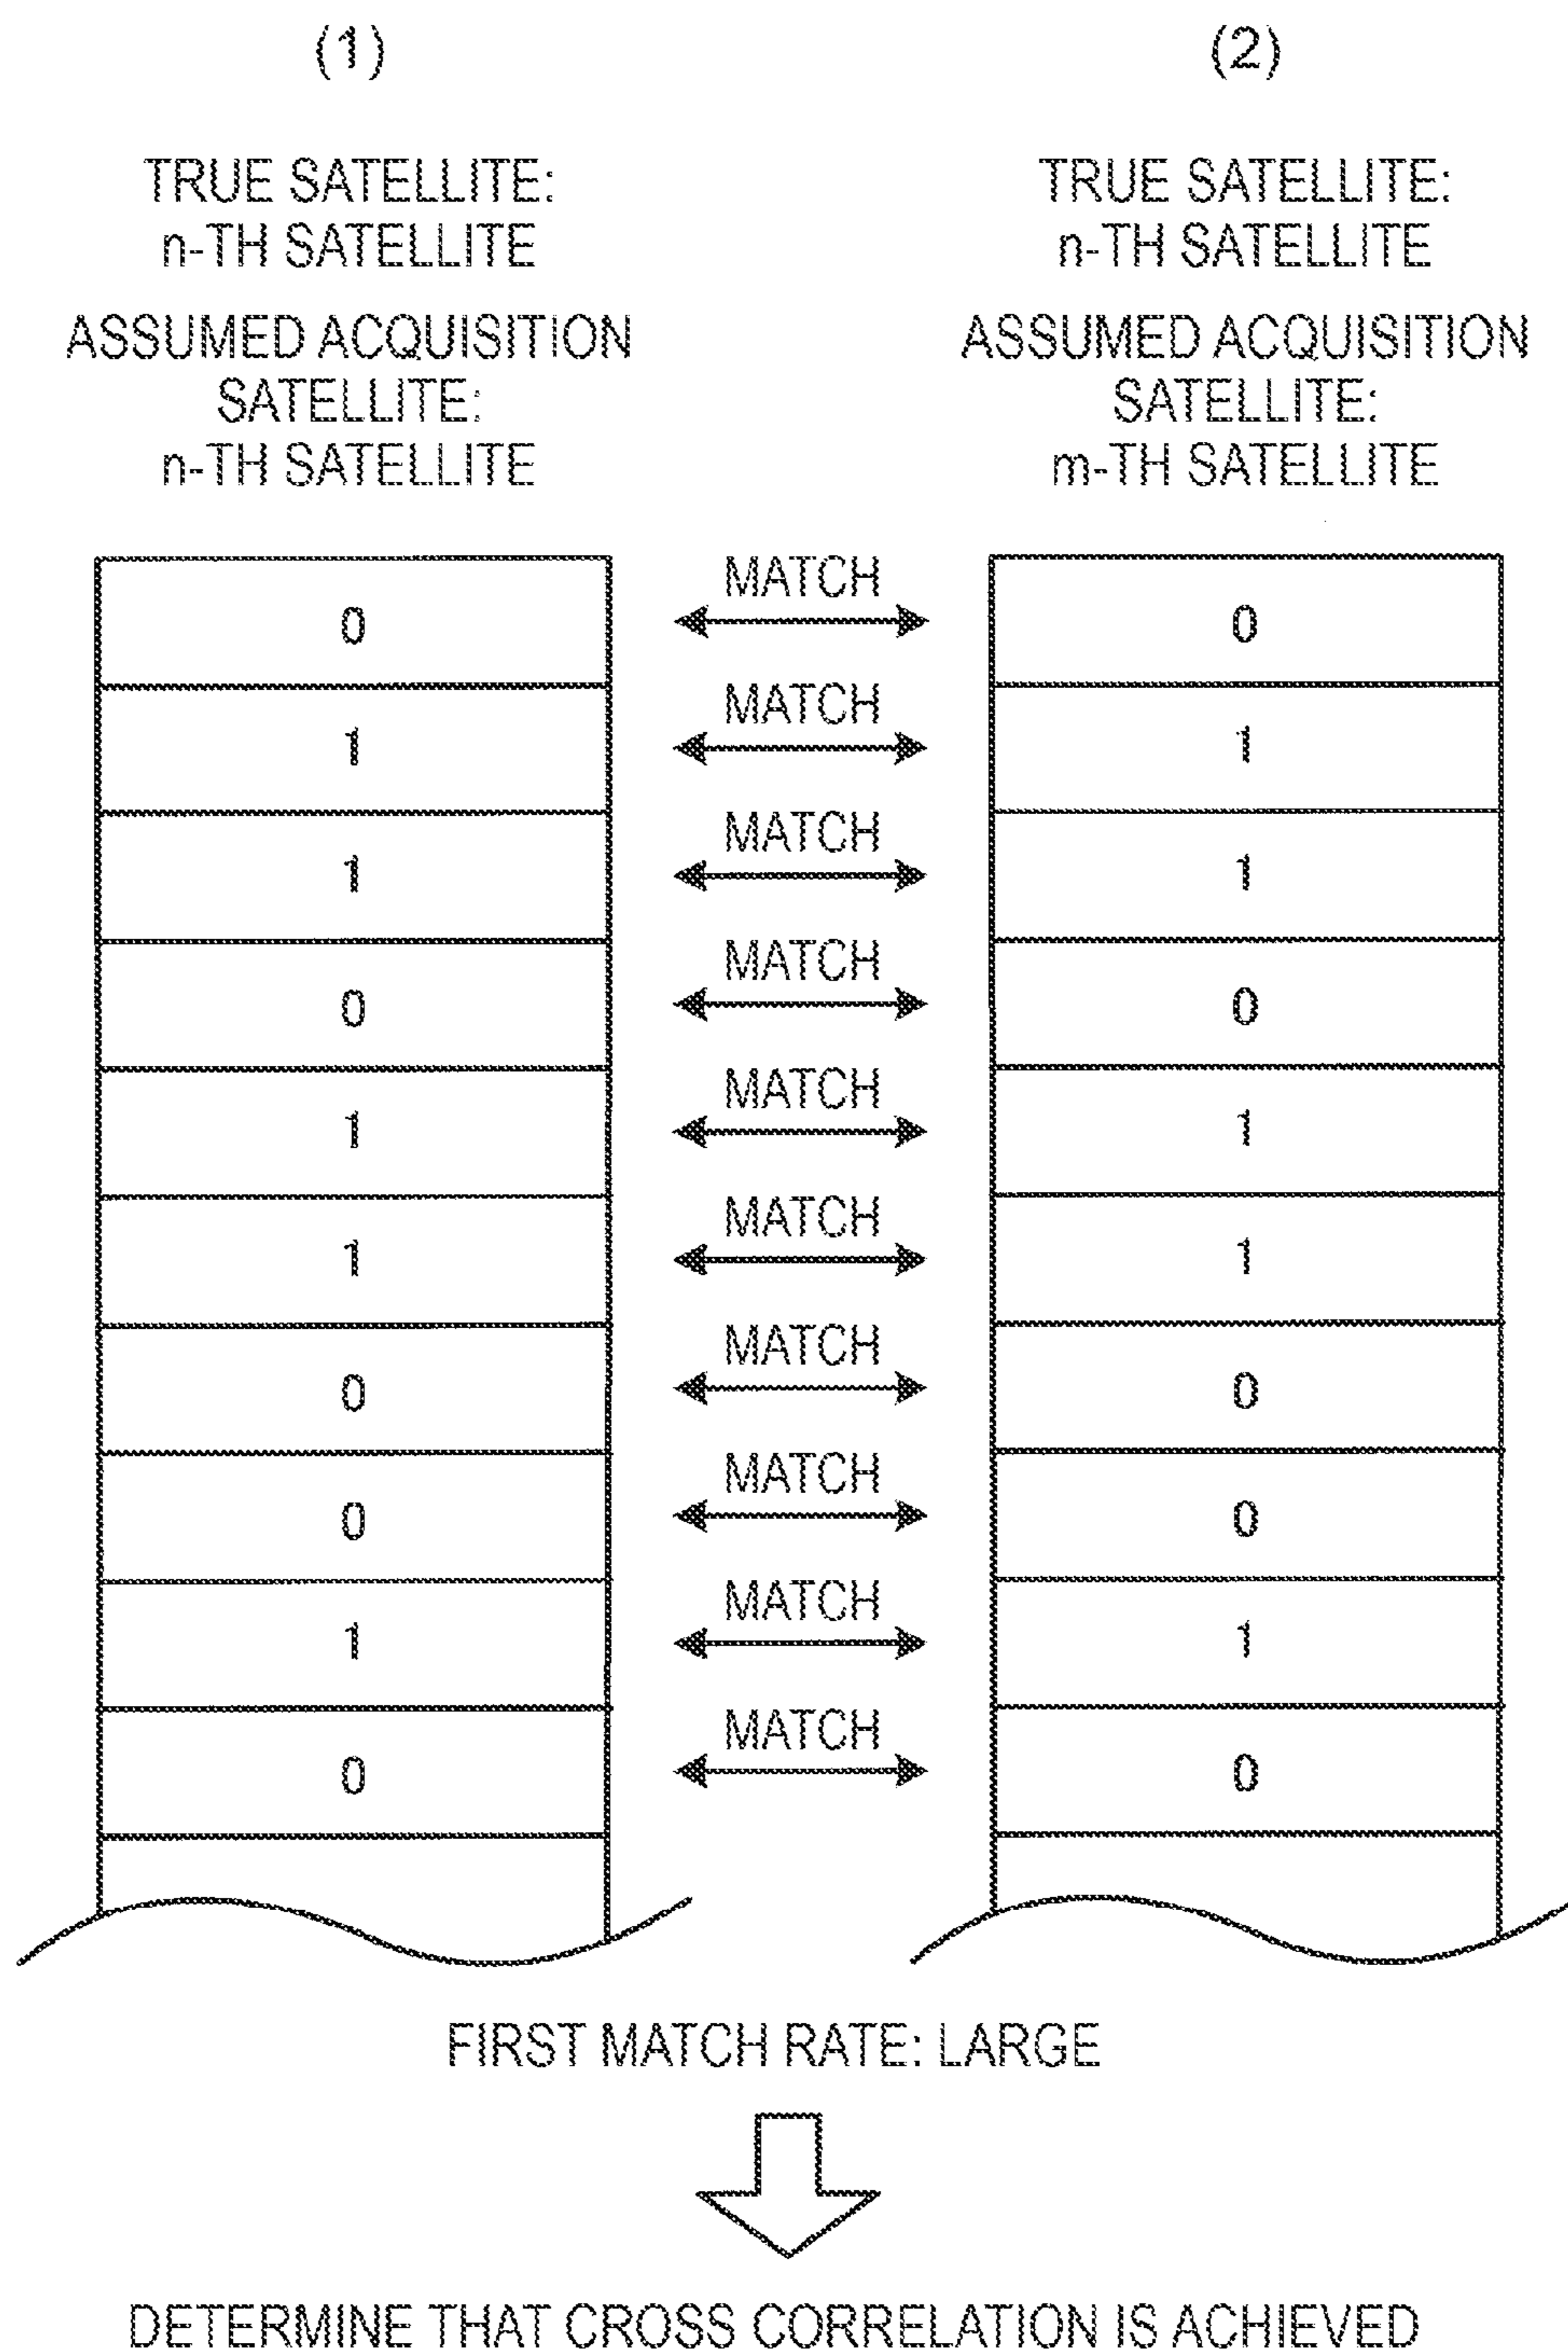 (1) (2)
TRUE SATELLITE: TRUE SATELLITE:
n-TH SATELLITE n-TH SATELLITE
ASSUMED ACQUISITION ASSUMED ACQUISITION
SATELLITE: SATELLITE:
n-TH SATELLITE m-TH SATELLITE
0 MATCH 0
1 MATCH 1
1 MATCH 1
0 MATCH 0
1 MATCH 1
1 MATCH 1
0 MATCH 0
0 MATCH 0
1 MATCH 1
0 MATCH 0
FIRST MATCH RATE: LARGE
DETERMINE THAT CROSS CORRELATION IS ACHIEVED